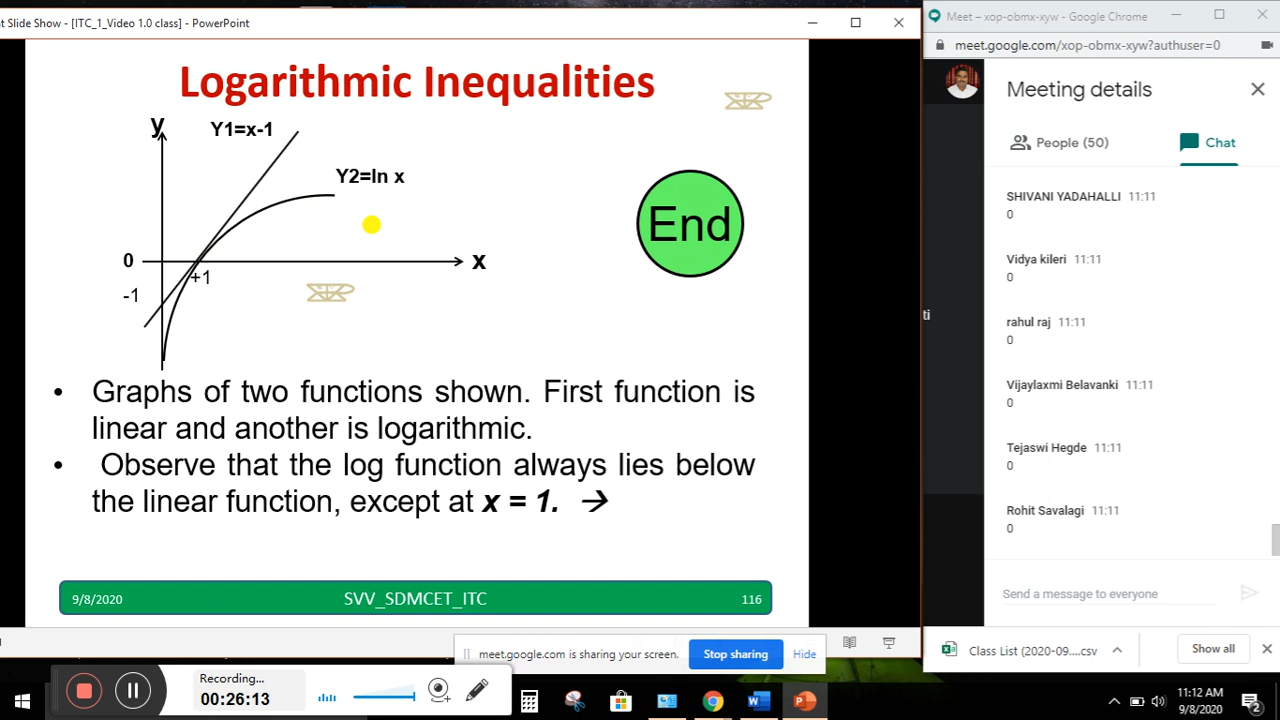 t Slide Show - [ITC_1_Video 1.0 class] - PowerPoint
Logarithmic Inequalities
y
Y1=x-1
Y2=ln x
End
0
x
+1
-1
• Graphs of two functions shown. First function is
linear and another is logarithmic.
• Observe that the log function always lies below
the linear function, except at x = 1. →
9/8/2020
SVV_SDMCET_ITC
116
meet.google.com is sharing your screen.
Stop sharing
Hide
Recording...
00:26:13
Meet – xop-obmx-xyw - Google Chrome
meet.google.com/xop-obmx-xyw?authuser=0
Meeting details
People (50)
Chat
ti
SHIVANI YADAHALLI 11:11
0
Vidya kileri 11:11
0
rahul raj 11:11
0
Vijaylaxmi Belavanki 11:11
0
Tejaswi Hegde 11:11
0
Rohit Savalagi 11:11
0
Send a message to everyone
Class List (2020-09....csv
Show all
11:12 AM
9/8/2020
2